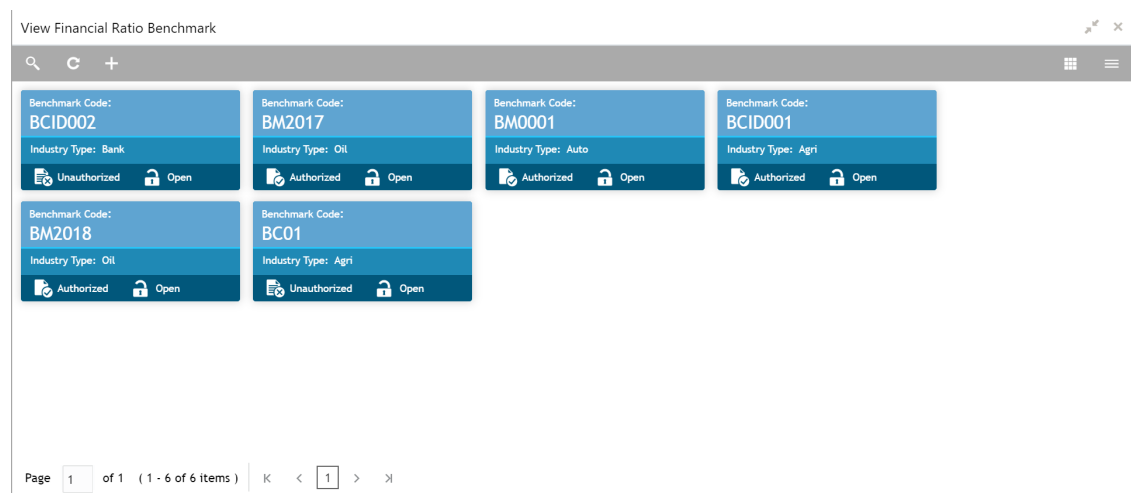 View Financial Ratio Benchmark
Benchmark Code:
BCID002
Industry Type: Bank
Unauthorized Open
Benchmark Code:
BM2017
Industry Type: Oil
Authorized Open
Benchmark Code:
BM0001
Industry Type: Auto
Authorized Open
Benchmark Code:
BCID001
Industry Type: Agri
Authorized Open
Benchmark Code:
BM2018
Industry Type: Oil
Authorized Open
Benchmark Code:
BC01
Industry Type: Agri
Unauthorized Open
Page 1 of 1 ( 1 - 6 of 6 items ) 1